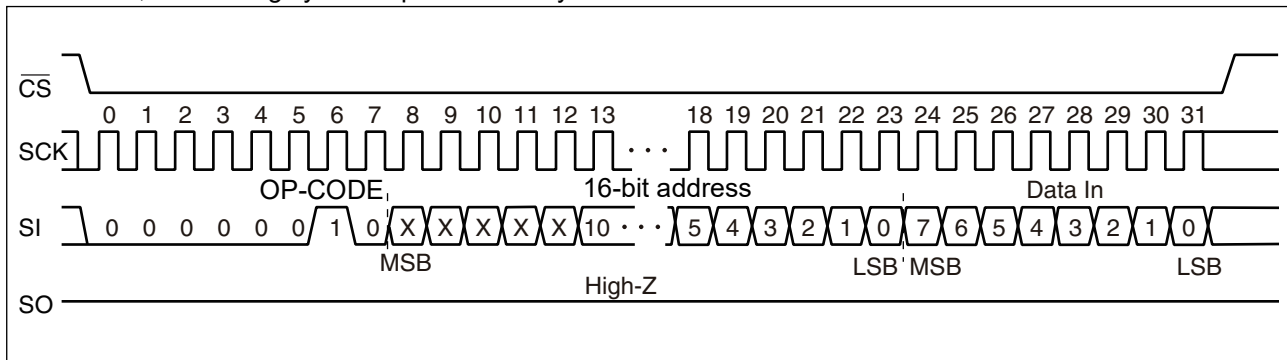 CS
0 1 2 3 4 5 6 7 8 9 10 11 12 13 18 19 20 21 22 23 24 25 26 27 28 29 30 31
SCK ···
OP-CODE 16-bit address Data In
SI 0 0 0 0 0 0 1 0 X X X X X 10 ··· 5 4 3 2 1 0 7 6 5 4 3 2 1 0
MSB LSB MSB LSB
High-Z
SO